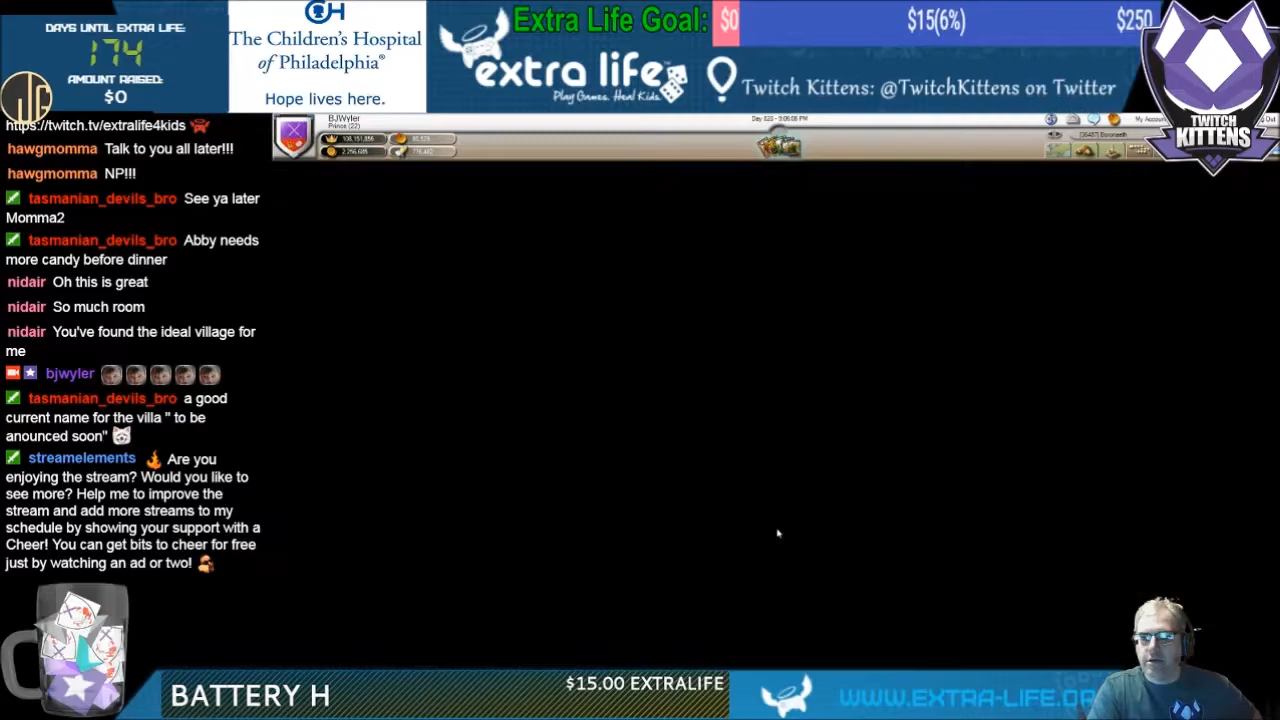 DAYS UNTIL EXTRA LIFE:
174
AMOUNT RAISED:
$0
CH
The Children's Hospital
of Philadelphia®
Hope lives here.
Extra Life Goal:
$0
$15(6%)
$250
extra life
Play Games. Heal Kids.
Twitch Kittens: @TwitchKittens on Twitter
TWITCH
KITTENS
https://twitch.tv/extralife4kids
hawgmomma Talk to you all later!!!
hawgmomma NP!!!
tasmanian_devils_bro See ya later
Momma2
tasmanian_devils_bro Abby needs
more candy before dinner
nidair Oh this is great
nidair So much room
nidair You've found the ideal village for
me
bjwyler
tasmanian_devils_bro a good
current name for the villa " to be
anounced soon"
streamelements Are you
enjoying the stream? Would you like to
see more? Help me to improve the
stream and add more streams to my
schedule by showing your support with a
Cheer! You can get bits to cheer for free
just by watching an ad or two!
BJWyler
Prince (22)
My Account
BATTERY H
$15.00 EXTRALIFE
WWW.EXTRA-LIFE.OR